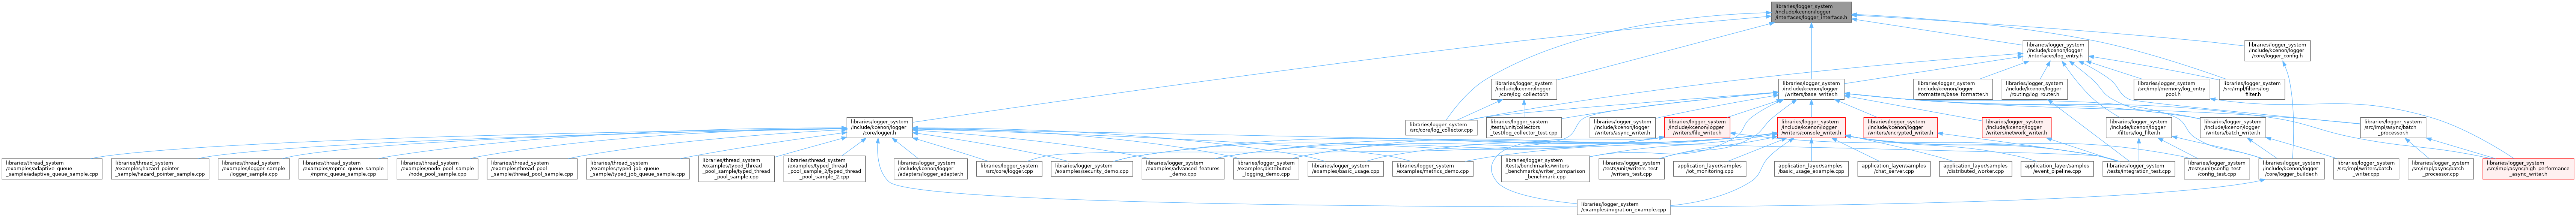 libraries/logger_system
/include/kcenon/logger
/interfaces/logger_interface.h
libraries/logger_system
/include/kcenon/logger
/interfaces/log_entry.h
libraries/logger_system
/include/kcenon/logger
/core/logger_config.h
libraries/logger_system
/include/kcenon/logger
/core/log_collector.h
libraries/logger_system
/include/kcenon/logger
/writers/base_writer.h
libraries/logger_system
/include/kcenon/logger
/formatters/base_formatter.h
libraries/logger_system
/include/kcenon/logger
/routing/log_router.h
libraries/logger_system
/src/impl/memory/log_entry
_pool.h
libraries/logger_system
/src/impl/filters/log
_filter.h
libraries/logger_system
/include/kcenon/logger
/core/logger.h
libraries/logger_system
/src/core/log_collector.cpp
libraries/logger_system
/tests/unit/collectors
_test/log_collector_test.cpp
libraries/logger_system
/include/kcenon/logger
/writers/async_writer.h
libraries/logger_system
/include/kcenon/logger
/writers/file_writer.h
libraries/logger_system
/include/kcenon/logger
/writers/console_writer.h
libraries/logger_system
/include/kcenon/logger
/writers/encrypted_writer.h
libraries/logger_system
/include/kcenon/logger
/writers/network_writer.h
libraries/logger_system
/include/kcenon/logger
/filters/log_filter.h
libraries/logger_system
/include/kcenon/logger
/writers/batch_writer.h
libraries/logger_system
/src/impl/async/batch
_processor.h
libraries/thread_system
/examples/adaptive_queue
_sample/adaptive_queue_sample.cpp
libraries/thread_system
/examples/hazard_pointer
_sample/hazard_pointer_sample.cpp
libraries/thread_system
/examples/logger_sample
/logger_sample.cpp
libraries/thread_system
/examples/mpmc_queue_sample
/mpmc_queue_sample.cpp
libraries/thread_system
/examples/node_pool_sample
/node_pool_sample.cpp
libraries/thread_system
/examples/thread_pool
_sample/thread_pool_sample.cpp
libraries/thread_system
/examples/typed_job_queue
_sample/typed_job_queue_sample.cpp
libraries/thread_system
/examples/typed_thread
_pool_sample/typed_thread
_pool_sample.cpp
libraries/thread_system
/examples/typed_thread
_pool_sample_2/typed_thread
_pool_sample_2.cpp
libraries/logger_system
/include/kcenon/logger
/adapters/logger_adapter.h
libraries/logger_system
/src/core/logger.cpp
libraries/logger_system
/examples/security_demo.cpp
libraries/logger_system
/examples/advanced_features
_demo.cpp
libraries/logger_system
/examples/distributed
_logging_demo.cpp
libraries/logger_system
/examples/basic_usage.cpp
libraries/logger_system
/examples/metrics_demo.cpp
libraries/logger_system
/tests/benchmarks/writers
_benchmarks/writer_comparison
_benchmark.cpp
libraries/logger_system
/tests/unit/writers_test
/writers_test.cpp
application_layer/samples
/iot_monitoring.cpp
application_layer/samples
/basic_usage_example.cpp
application_layer/samples
/chat_server.cpp
application_layer/samples
/distributed_worker.cpp
application_layer/samples
/event_pipeline.cpp
libraries/logger_system
/tests/integration_test.cpp
libraries/logger_system
/tests/unit/config_test
/config_test.cpp
libraries/logger_system
/include/kcenon/logger
/core/logger_builder.h
libraries/logger_system
/src/impl/writers/batch
_writer.cpp
libraries/logger_system
/src/impl/async/batch
_processor.cpp
libraries/logger_system
/src/impl/async/high_performance
_async_writer.h
libraries/logger_system
/examples/migration_example.cpp